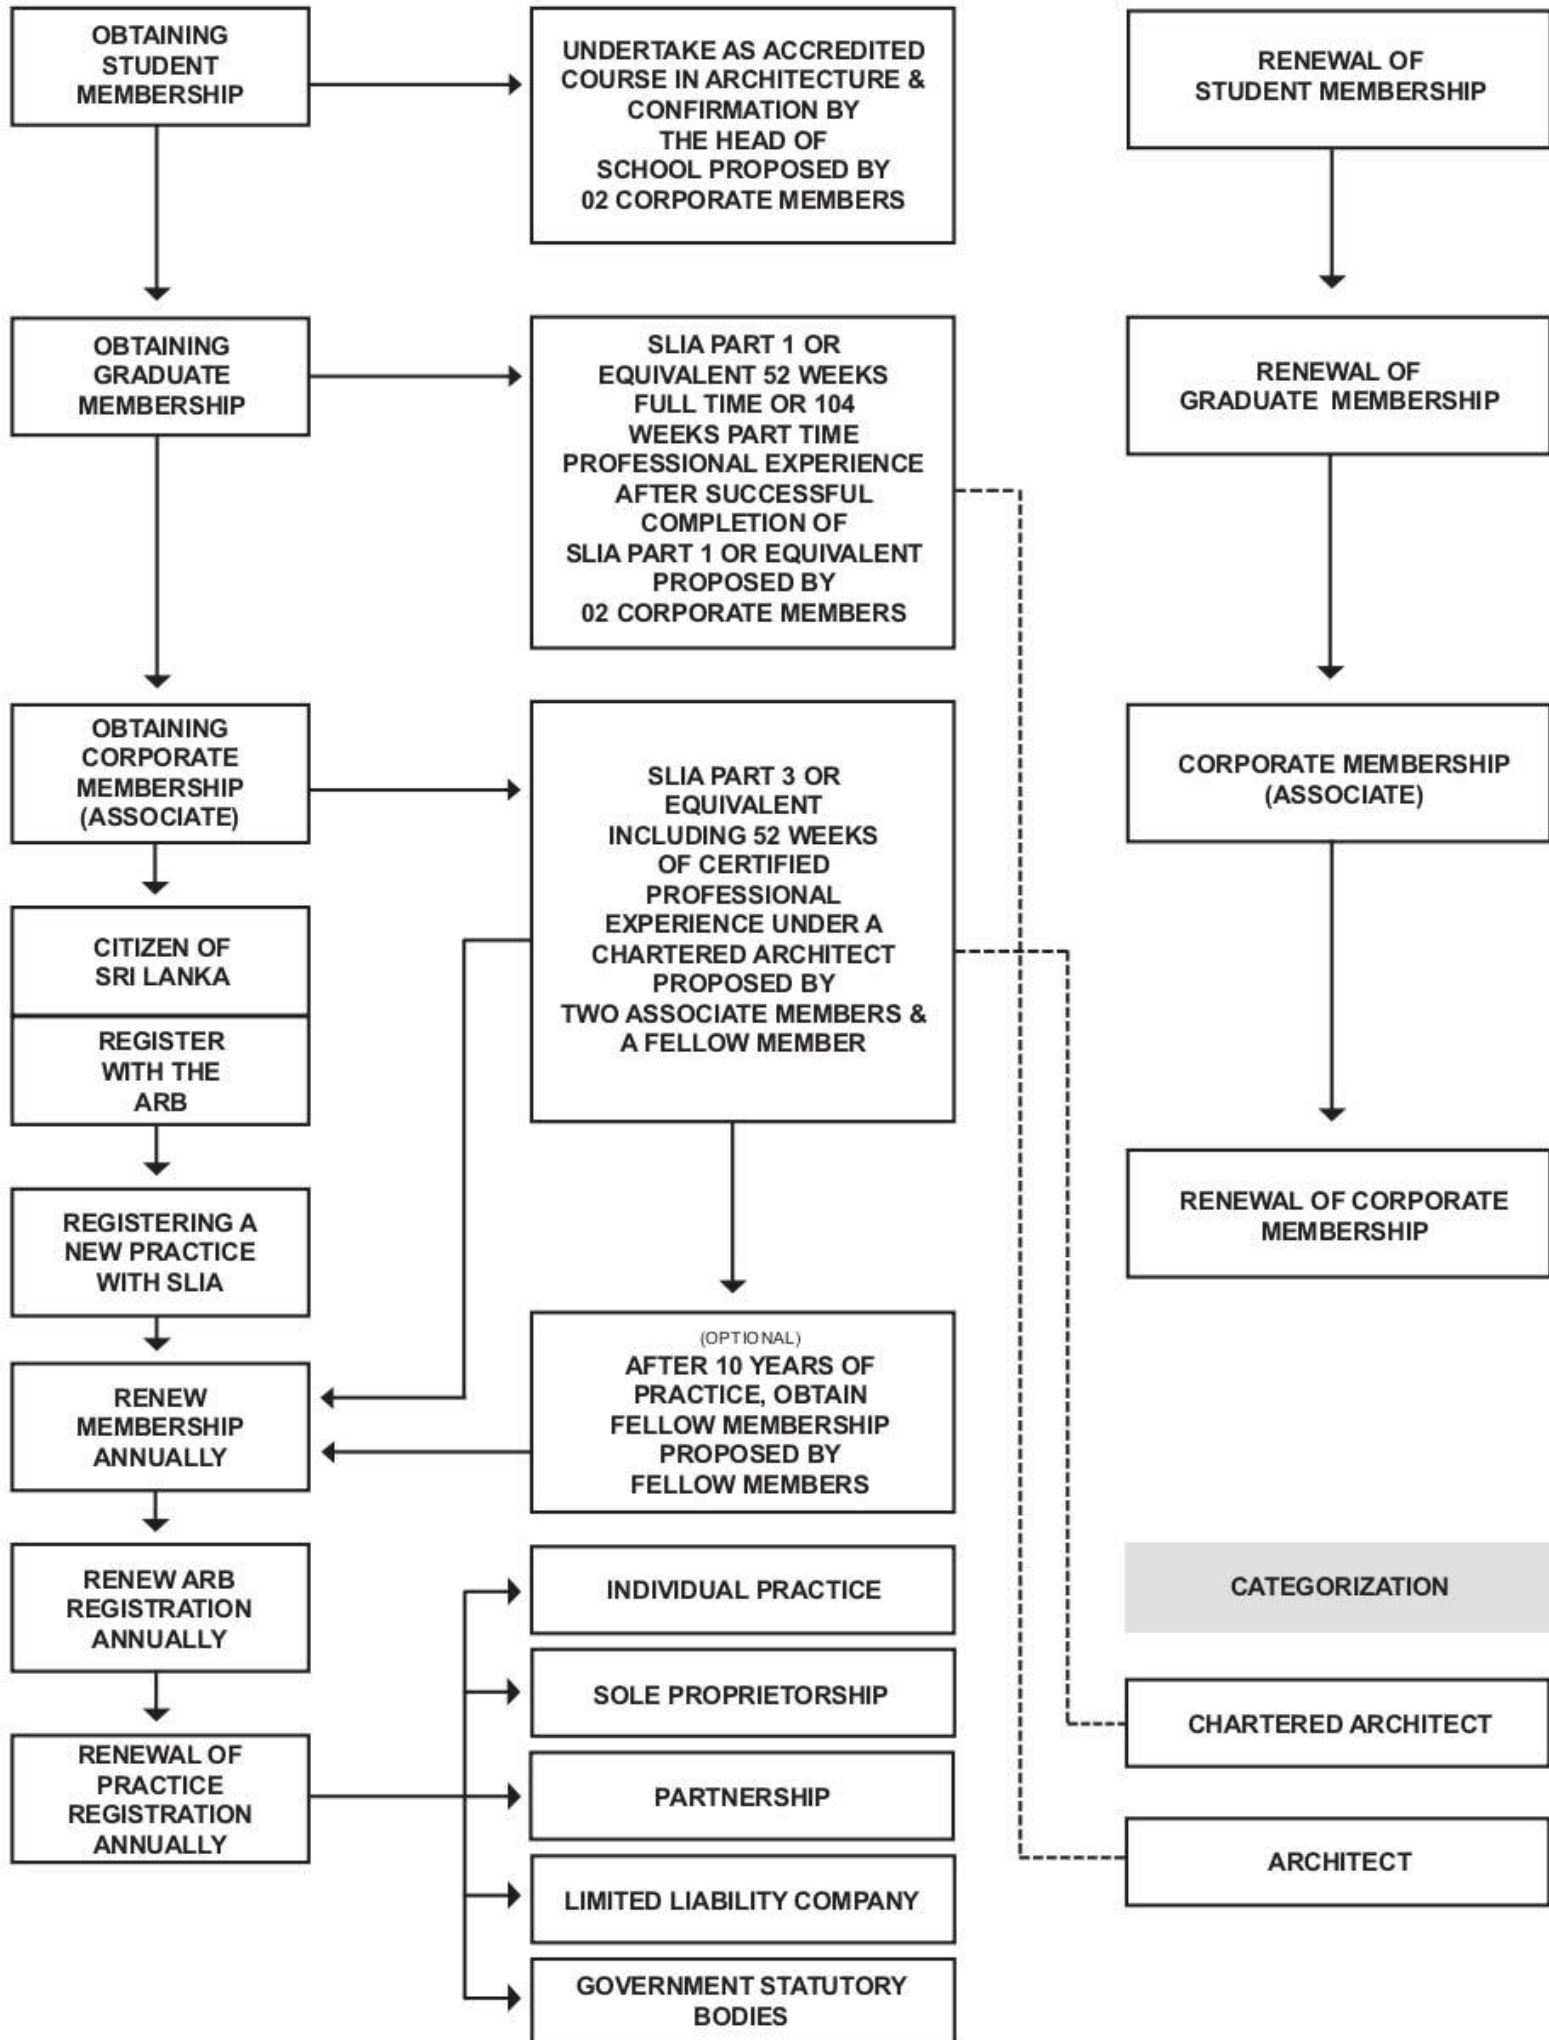 OBTAINING
STUDENT
MEMBERSHIP
UNDERTAKE AS ACCREDITED
COURSE IN ARCHITECTURE &
CONFIRMATION BY
THE HEAD OF
SCHOOL PROPOSED BY
02 CORPORATE MEMBERS
RENEWAL OF
STUDENT MEMBERSHIP
OBTAINING
GRADUATE
MEMBERSHIP
SLIA PART 1 OR
EQUIVALENT 52 WEEKS
FULL TIME OR 104
WEEKS PART TIME
PROFESSIONAL EXPERIENCE
AFTER SUCCESSFUL
COMPLETION OF
SLIA PART 1 OR EQUIVALENT
PROPOSED BY
02 CORPORATE MEMBERS
RENEWAL OF
GRADUATE MEMBERSHIP
OBTAINING
CORPORATE
MEMBERSHIP
(ASSOCIATE)
SLIA PART 3 OR
EQUIVALENT
INCLUDING 52 WEEKS
OF CERTIFIED
PROFESSIONAL
EXPERIENCE UNDER A
CHARTERED ARCHITECT
PROPOSED BY
TWO ASSOCIATE MEMBERS &
A FELLOW MEMBER
CORPORATE MEMBERSHIP
(ASSOCIATE)
CITIZEN OF
SRI LANKA
REGISTER
WITH THE
ARB
REGISTERING A
NEW PRACTICE
WITH SLIA
RENEWAL OF CORPORATE
MEMBERSHIP
RENEW
MEMBERSHIP
ANNUALLY
(OPTIONAL)
AFTER 10 YEARS OF
PRACTICE, OBTAIN
FELLOW MEMBERSHIP
PROPOSED BY
FELLOW MEMBERS
RENEW ARB
REGISTRATION
ANNUALLY
INDIVIDUAL PRACTICE
CATEGORIZATION
SOLE PROPRIETORSHIP
CHARTERED ARCHITECT
RENEWAL OF
PRACTICE
REGISTRATION
ANNUALLY
PARTNERSHIP
ARCHITECT
LIMITED LIABILITY COMPANY
GOVERNMENT STATUTORY
BODIES